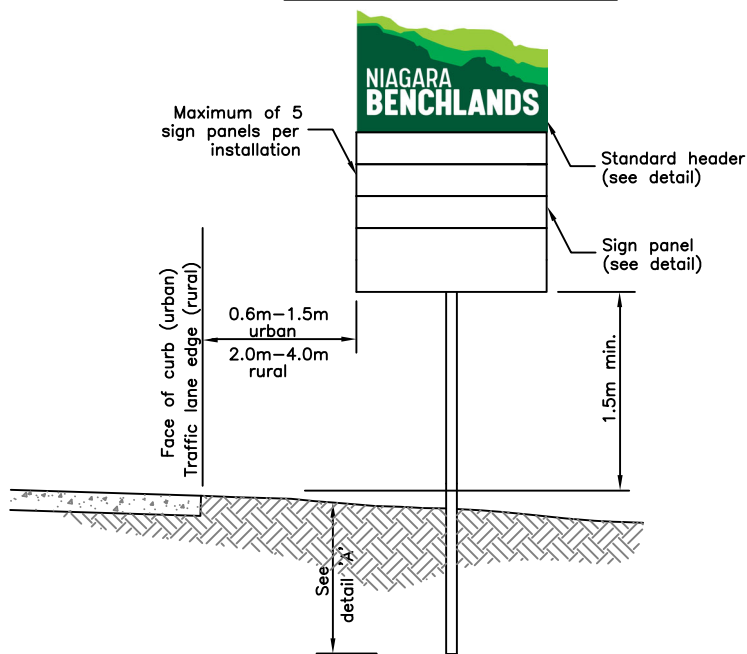 NIAGARA
BENCHLANDS
Maximum of 5
sign panels per
installation
Standard header
(see detail)
Sign panel
(see detail)
Face of curb (urban)
Traffic lane edge (rural)
0.6m-1.5m
urban
2.0m-4.0m
rural
1.5m min.
See
detail 'A'